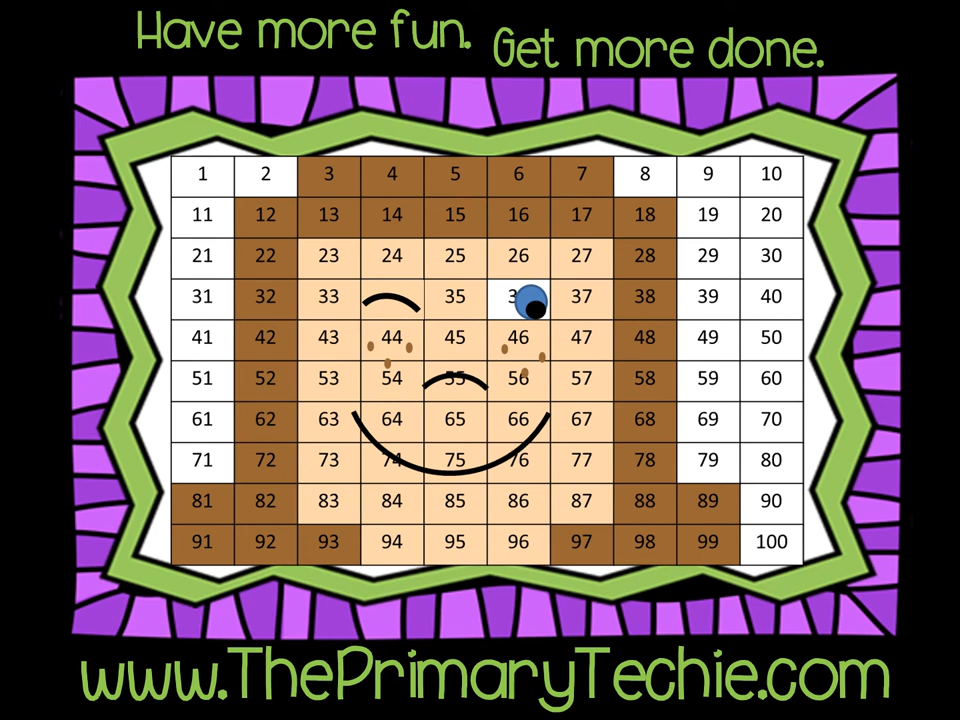 Have more fun. Get more done.
1 2 3 4 5 6 7 8 9 10
11 12 13 14 15 16 17 18 19 20
21 22 23 24 25 26 27 28 29 30
31 32 33 35 37 38 39 40
41 42 43 44 45 46 47 48 49 50
51 52 53 54 55 56 57 58 59 60
61 62 63 64 65 66 67 68 69 70
71 72 73 74 75 76 77 78 79 80
81 82 83 84 85 86 87 88 89 90
91 92 93 94 95 96 97 98 99 100
www.ThePrimaryTechie.com